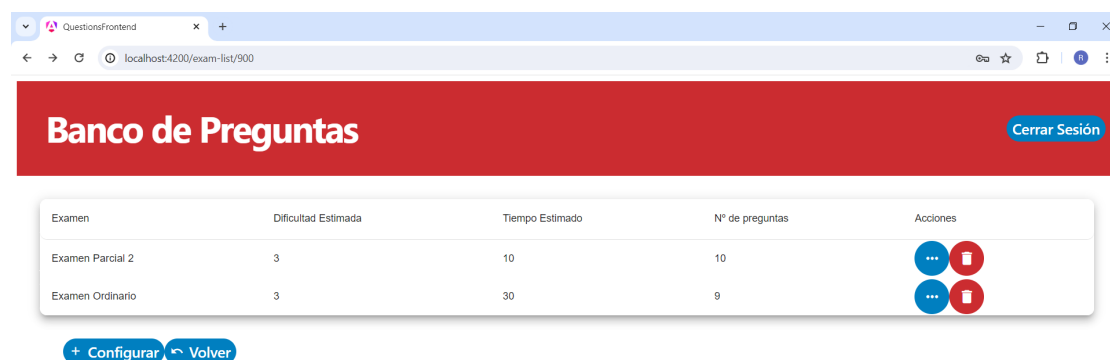 QuestionsFrontend
localhost:4200/exam-list/900
R
Banco de Preguntas
Cerrar Sesión
Examen Dificultad Estimada Tiempo Estimado Nº de preguntas Acciones
Examen Parcial 2 3 10 10
Examen Ordinario 3 30 9
+ Configurar Volver